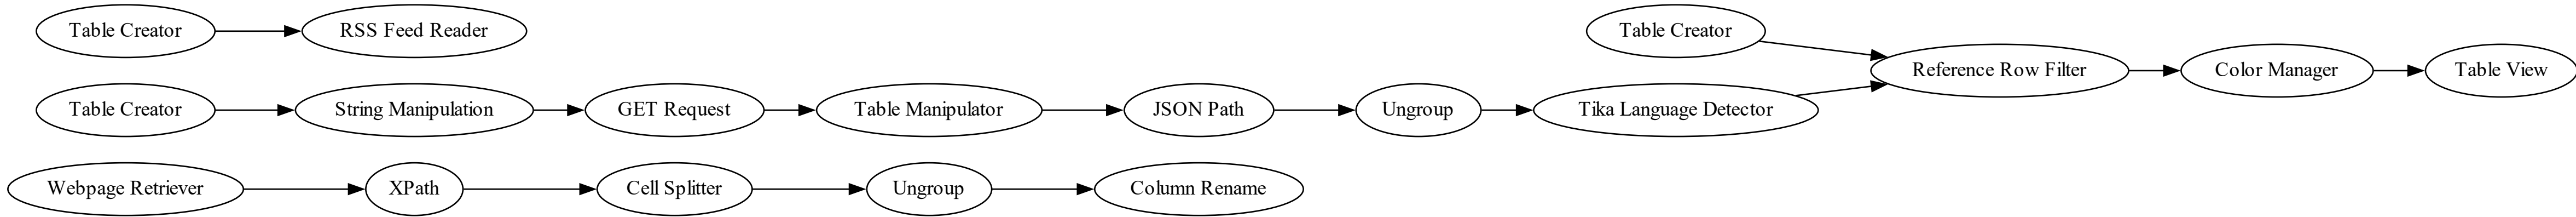 Table Creator
RSS Feed Reader
Table Creator
String Manipulation
GET Request
Table Manipulator
JSON Path
Ungroup
Tika Language Detector
Table Creator
Reference Row Filter
Color Manager
Table View
Webpage Retriever
XPath
Cell Splitter
Ungroup
Column Rename